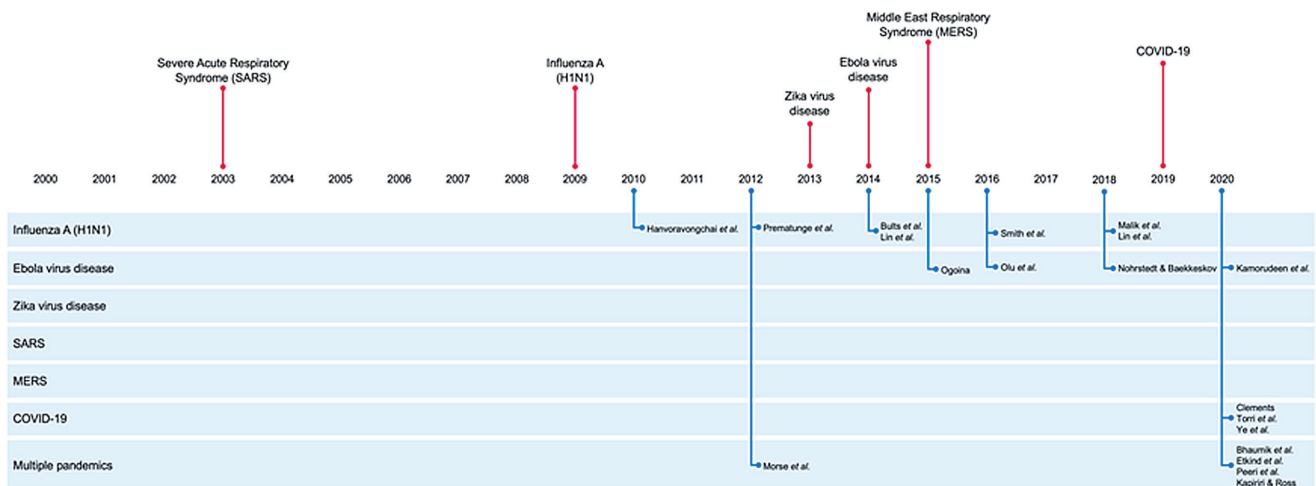 Middle East Respiratory
Syndrome (MERS)
COVID-19
Severe Acute Respiratory
Syndrome (SARS)
Influenza A
(H1N1)
Ebola virus
disease
Zika virus
disease
2000 2001 2002 2003 2004 2005 2006 2007 2008 2009 2010 2011 2012 2013 2014 2015 2016 2017 2018 2019 2020
Influenza A (H1N1)
Hanvoravongchai et al.
Prematunge et al.
Bults et al.
Lin et al.
Smith et al.
Malik et al.
Lin et al.
Ebola virus disease
Ogoina
Olu et al.
Nohrstedt & Baekkeskov
Kamorudeen et al.
Zika virus disease
SARS
MERS
COVID-19
Clements
Torri et al.
Ye et al.
Multiple pandemics
Morse et al.
Bhaumik et al.
Etkind et al.
Peeri et al.
Kapiriri & Ross